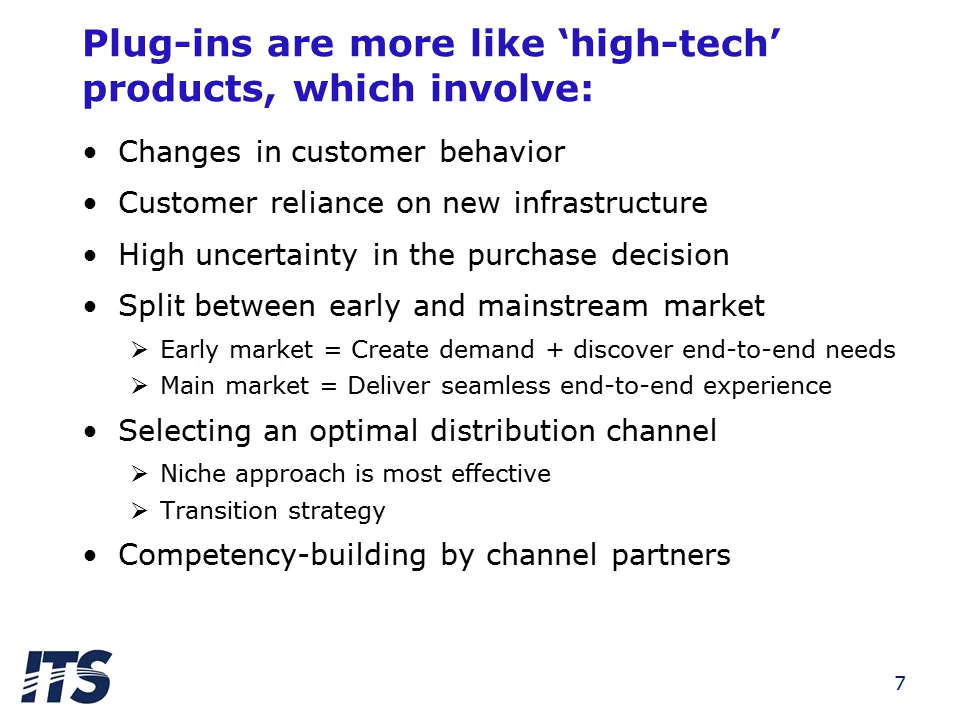 Plug-ins are more like ‘high-tech’
products, which involve:
• Changes in customer behavior
• Customer reliance on new infrastructure
• High uncertainty in the purchase decision
• Split between early and mainstream market
➢ Early market = Create demand + discover end-to-end needs
➢ Main market = Deliver seamless end-to-end experience
• Selecting an optimal distribution channel
➢ Niche approach is most effective
➢ Transition strategy
• Competency-building by channel partners
ITS
7